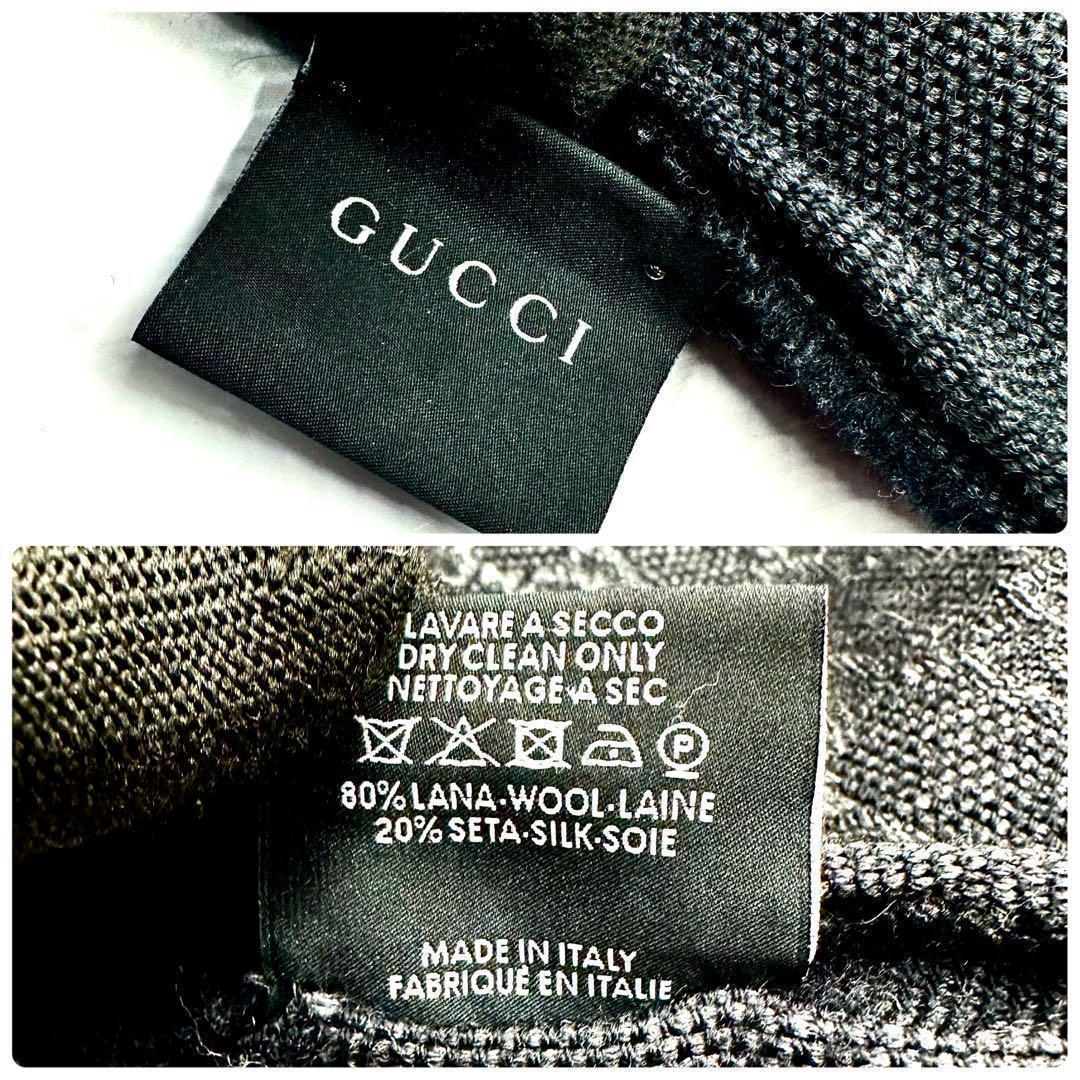 GUCCI
LAVARE A SECCO
DRY CLEAN ONLY
NETTOYAGE A SEC
P
80% LANA·WOOL·LAINE
20% SETA·SILK·SOIE
MADE IN ITALY
FABRIQUÉ EN ITALIE